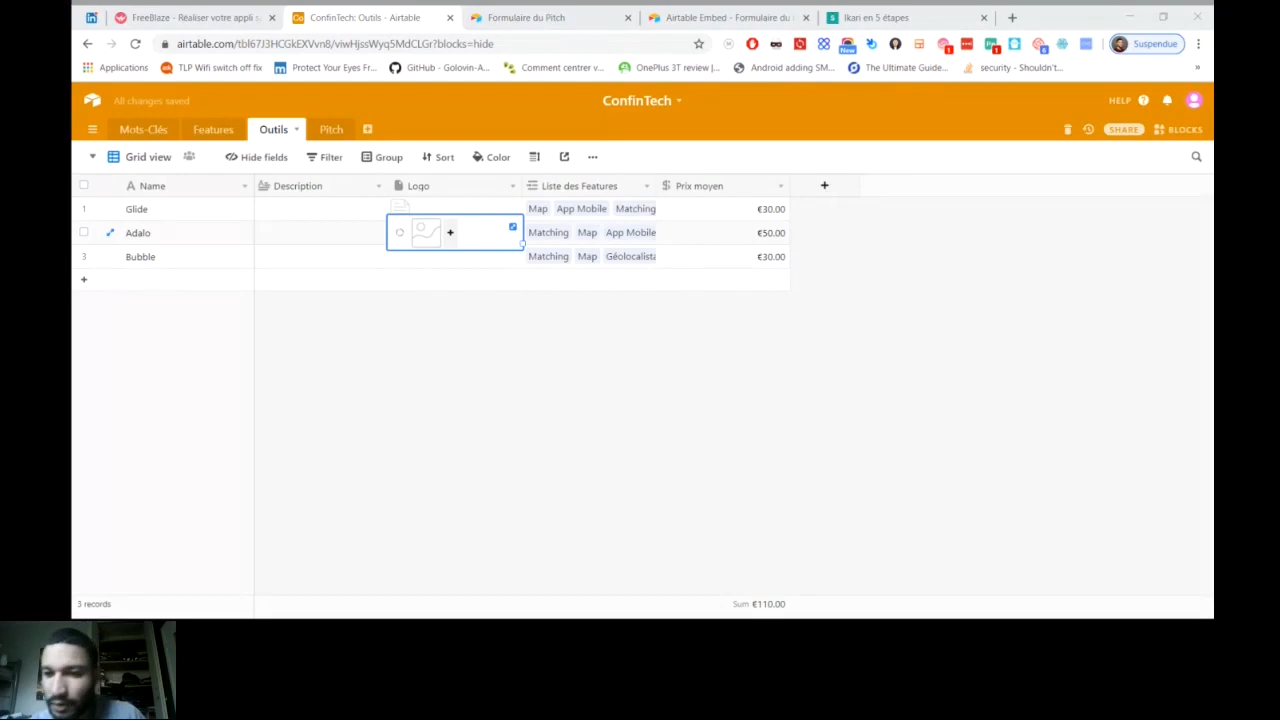 FreeBlaze - Réaliser votre appli s
ConfinTech: Outils - Airtable
Formulaire du Pitch
Airtable Embed - Formulaire du
Ikari en 5 étapes
airtable.com/tbl67J3HCGkEXVvn8/viwHjssWyq5MdCLGr?blocks=hide
New
Suspendue
Applications
TLP Wifi switch off fix
Protect Your Eyes Fr...
GitHub - Golovin-A...
Comment centrer v...
OnePlus 3T review |...
Android adding SM...
The Ultimate Guide...
security - Shouldn't...
»
All changes saved
ConfinTech
HELP
Mots-Clés
Features
Outils
Pitch
SHARE
BLOCKS
Grid view
Hide fields
Filter
Group
Sort
Color
Name
Description
Logo
Liste des Features
Prix moyen
1 Glide Map App Mobile Matching €30.00
Adalo Matching Map App Mobile €50.00
3 Bubble Matching Map Géolocalista €30.00
+
3 records
Sum €110.00